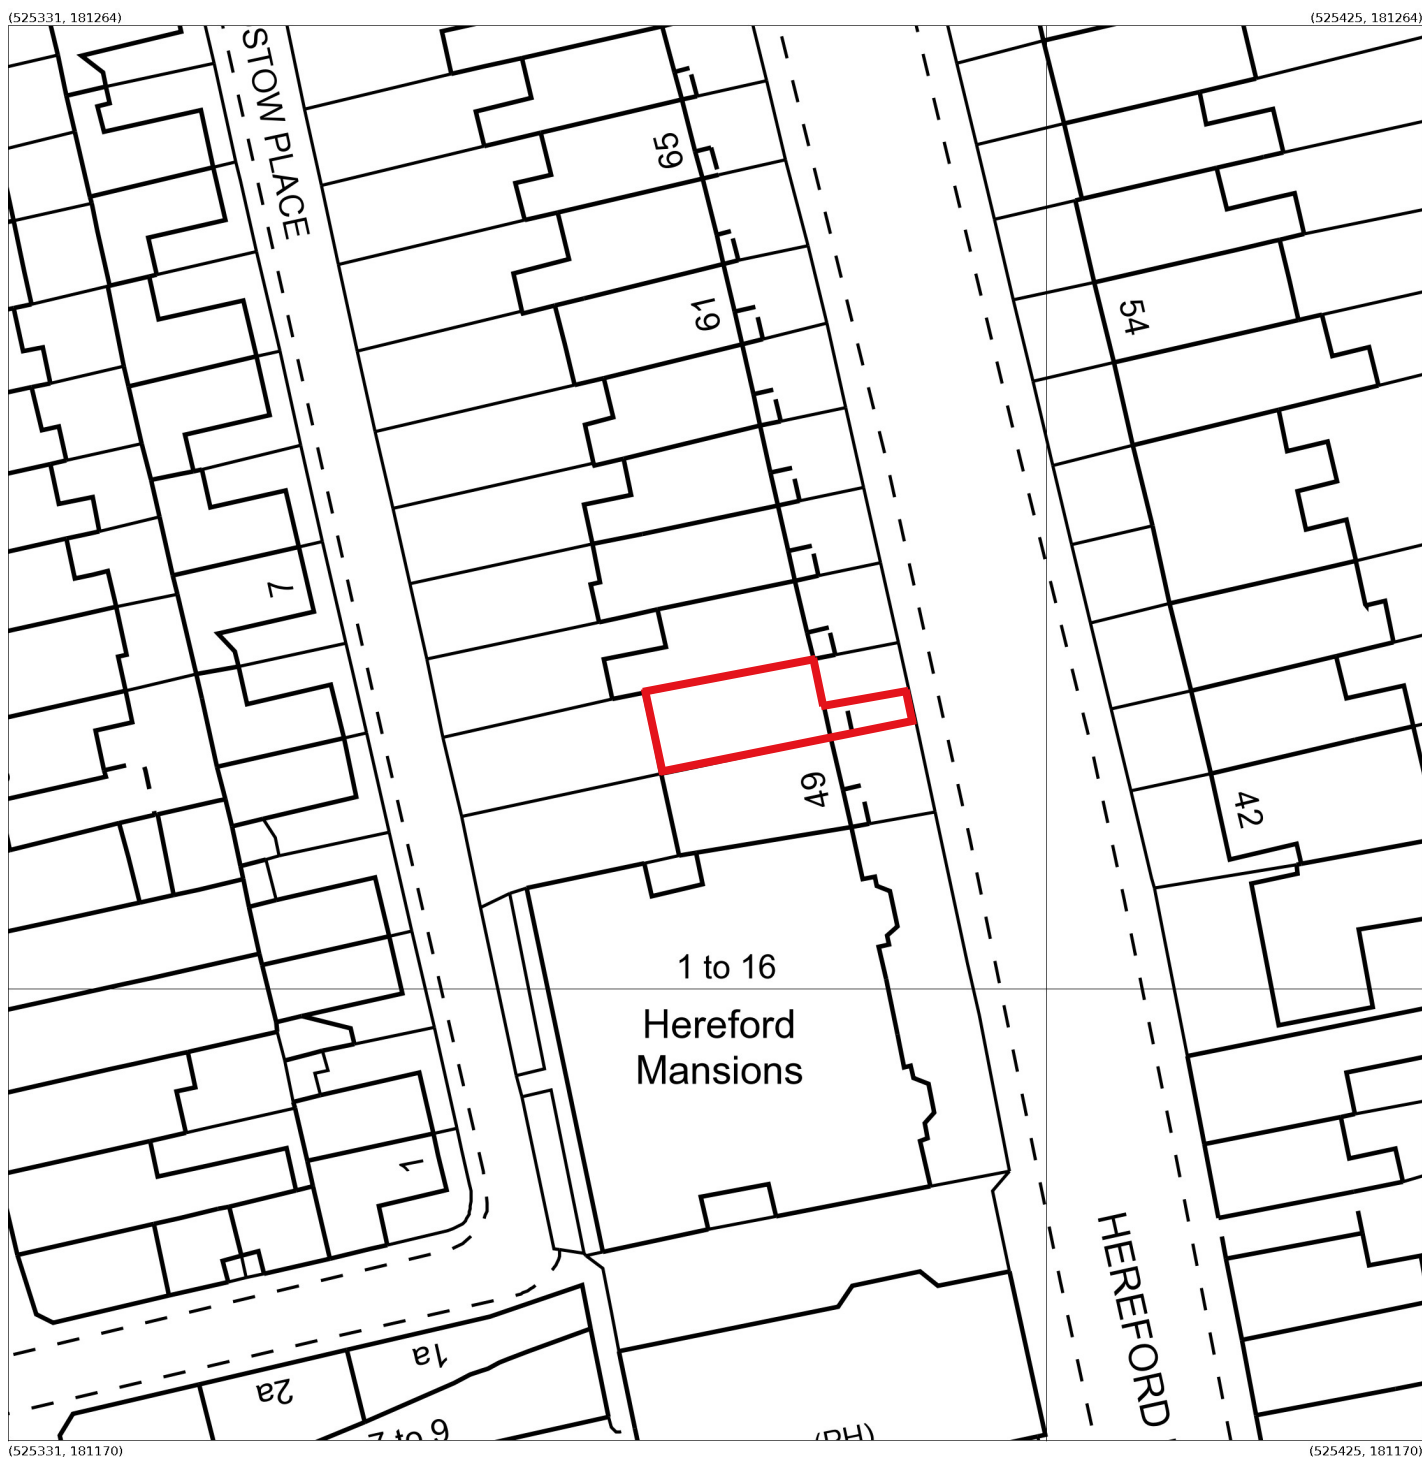 (525331, 181264)
(525425, 181264)
STOW PLACE
65
61
54
7
49
42
1 to 16
Hereford
Mansions
1
HEREFORD
1a
2a
(PH)
(525331, 181170)
(525425, 181170)